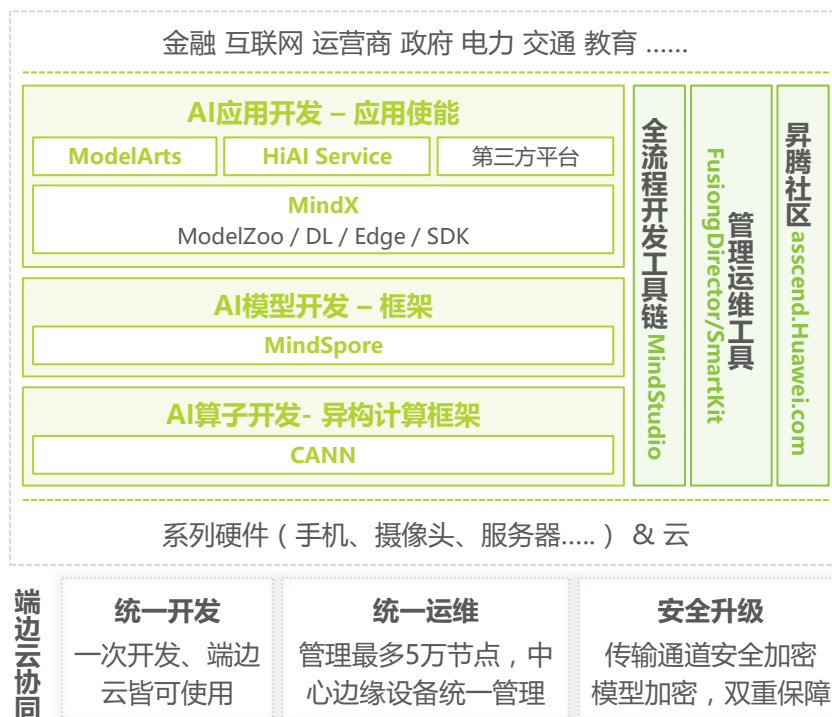 金融 互联网 运营商 政府 电力 交通 教育 ……
AI应用开发 – 应用使能
ModelArts
HiAI Service
第三方平台
MindX
ModelZoo / DL / Edge / SDK
AI模型开发 – 框架
MindSpore
AI算子开发- 异构计算框架
CANN
全流程开发工具链 MindStudio
管理运维工具
FusiongDirector/SmartKit
昇腾社区 asscend.Huawei.com
系列硬件（手机、摄像头、服务器…..） & 云
端边云协同
统一开发
一次开发、端边
云皆可使用
统一运维
管理最多5万节点，中
心边缘设备统一管理
安全升级
传输通道安全加密
模型加密，双重保障